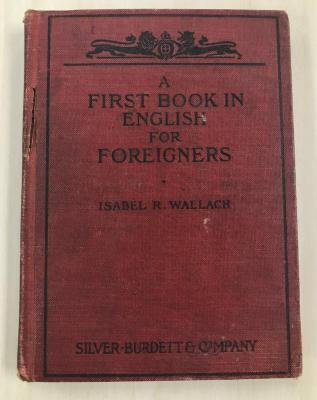 A
FIRST BOOK IN
ENGLISH
FOR
FOREIGNERS
ISABEL R. WALLACH
SILVER·BURDETT & COMPANY